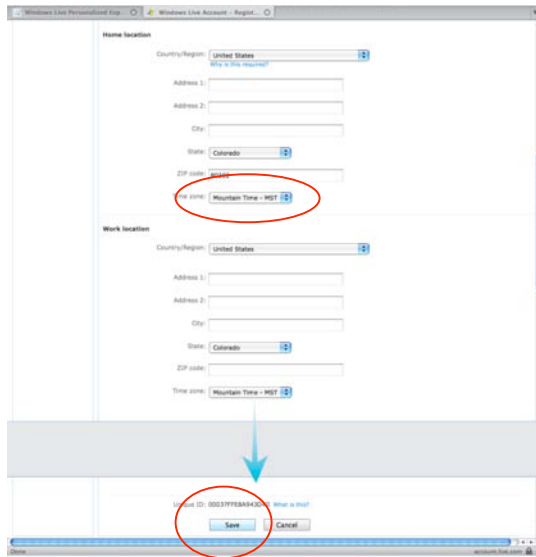 Windows Live Personalized Exp... Windows Live Account - Regist...
Home location
Country/Region: United States
Why is this required?
Address 1:
Address 2:
City:
State: Colorado
ZIP code:
Time zone: Mountain Time - MST
Work location
Country/Region: United States
Address 1:
Address 2:
City:
State: Colorado
ZIP code:
Time zone: Mountain Time - MST
Unique ID: What is this?
Save Cancel
Done account.live.com